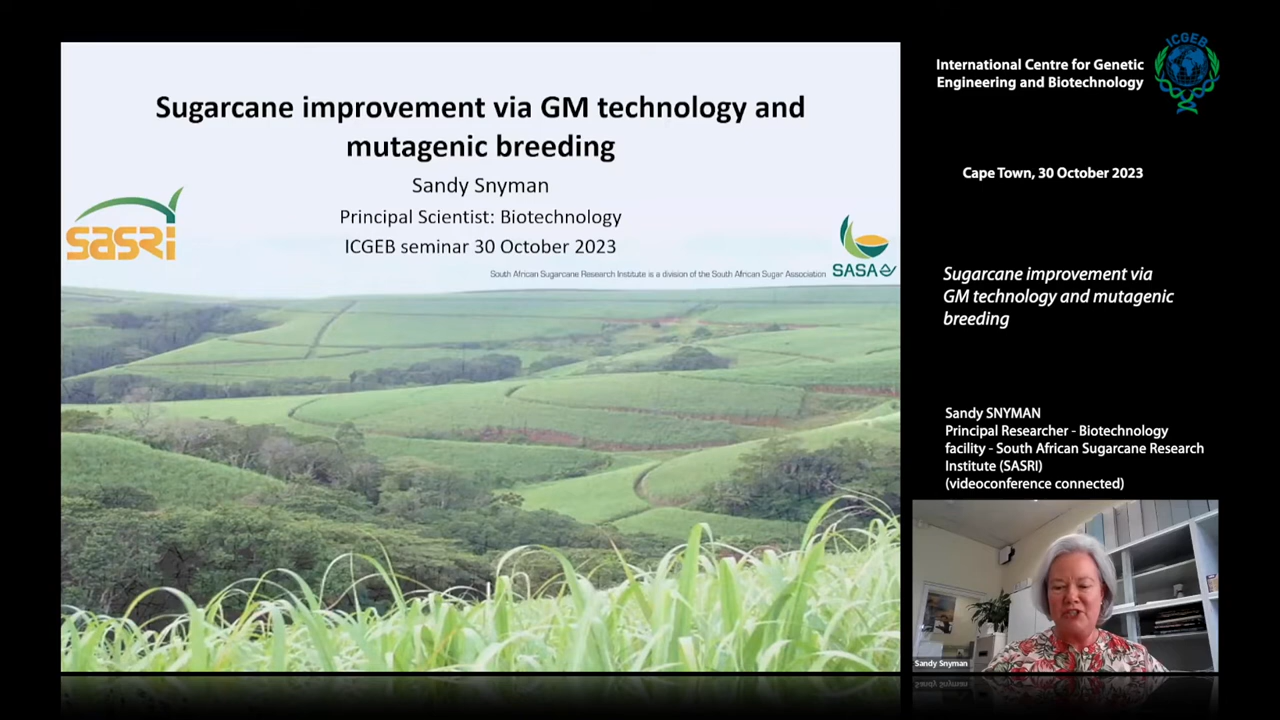 Sugarcane improvement via GM technology and
mutagenic breeding
Sandy Snyman
Principal Scientist: Biotechnology
ICGEB seminar 30 October 2023
sasri
South African Sugarcane Research Institute is a division of the South African Sugar Association
SASA
International Centre for Genetic
Engineering and Biotechnology
ICGEB
Cape Town, 30 October 2023
Sugarcane improvement via
GM technology and mutagenic
breeding
Sandy SNYMAN
Principal Researcher - Biotechnology
facility - South African Sugarcane Research
Institute (SASRI)
(videoconference connected)
Sandy Snyman